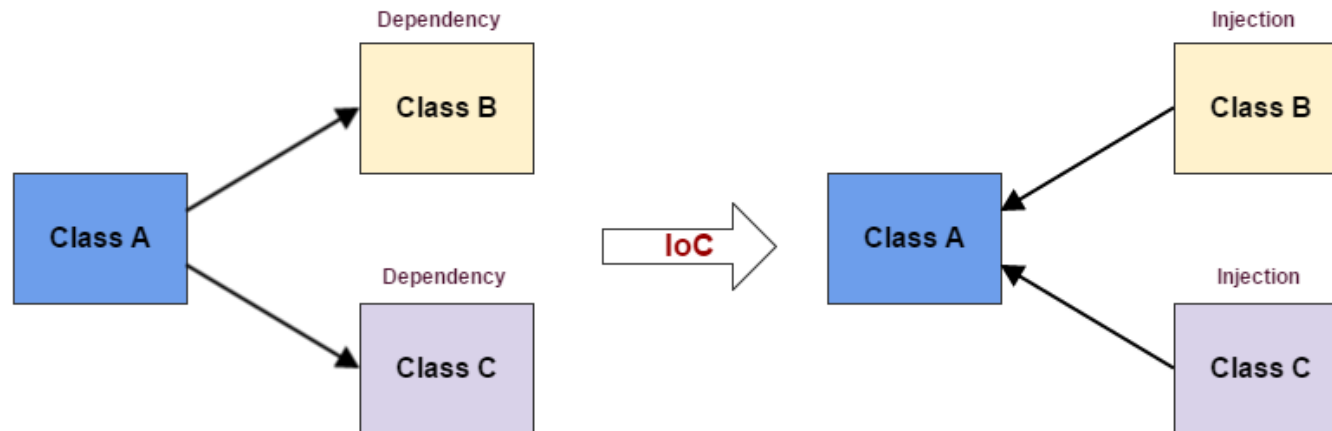 Dependency
Class B
Class A
Dependency
Class C
IoC
Injection
Class B
Class A
Injection
Class C